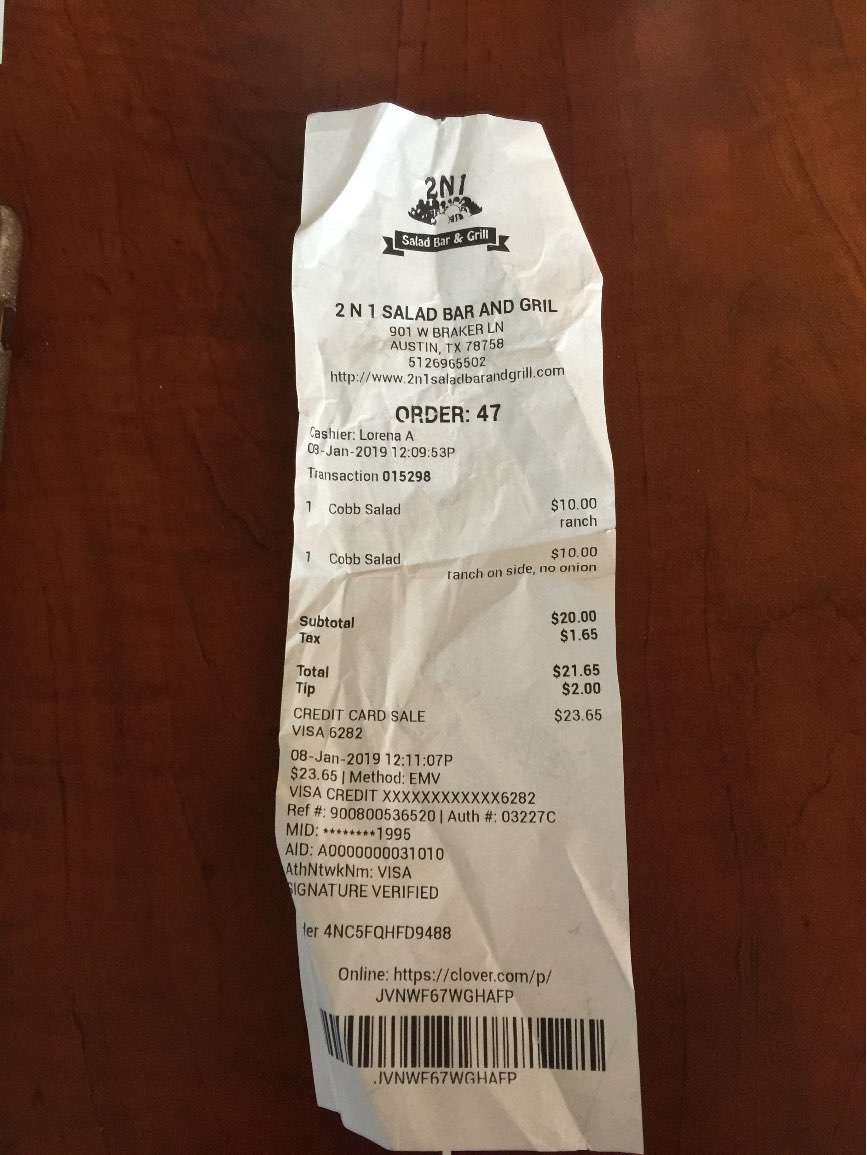 2N1
Salad Bar & Grill
2 N 1 SALAD BAR AND GRIL
901 W BRAKER LN
AUSTIN, TX 78758
5126965502
http://www.2n1saladbarandgrill.com
ORDER: 47
Cashier: Lorena A
08-Jan-2019 12:09:53P
Transaction 015298
1 Cobb Salad $10.00
ranch
1 Cobb Salad $10.00
ranch on side, no onion
Subtotal $20.00
Tax $1.65
Total $21.65
Tip $2.00
CREDIT CARD SALE $23.65
VISA 6282
08-Jan-2019 12:11:07P
$23.65 | Method: EMV
VISA CREDIT XXXXXXXXXXXX6282
Ref #: 900800536520 | Auth #: 03227C
MID: ********1995
AID: A0000000031010
AthNtwkNm: VISA
SIGNATURE VERIFIED
der 4NC5FQHFD9488
Online: https://clover.com/p/
JVNWF67WGHAFP
JVNWF67WGHAFP